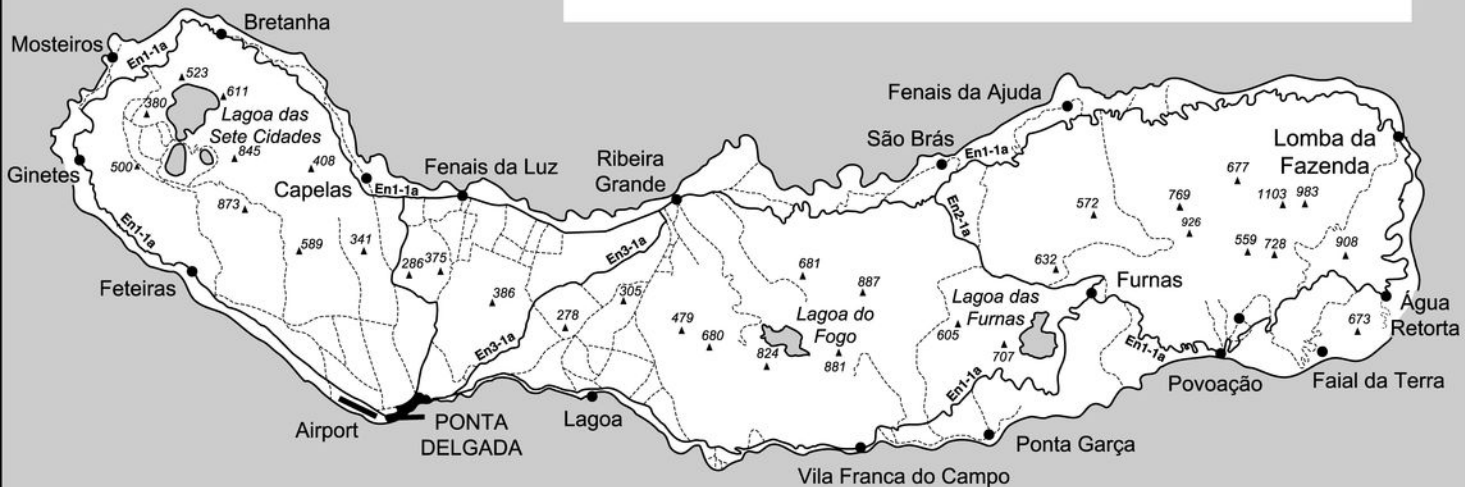 Bretanha
Mosteiros
En1-1a
523
611
380
Lagoa das
Sete Cidades
845
500
408
Ginetes
Capelas
873
En1-1a
589
341
Feteiras
Fenais da Luz
En1-1a
286
375
386
En3-1a
En3-1a
Ribeira
Grande
305
278
Airport
PONTA
DELGADA
Lagoa
479
680
681
887
Lagoa do
Fogo
824
881
Vila Franca do Campo
Fenais da Ajuda
São Brás
En1-1a
En2-1a
572
632
769
926
677
1103
983
559
728
908
Lomba da
Fazenda
Lagoa das
Furnas
605
707
Furnas
En1-1a
En1-1a
Ponta Garça
Povoação
673
Água
Retorta
Faial da Terra